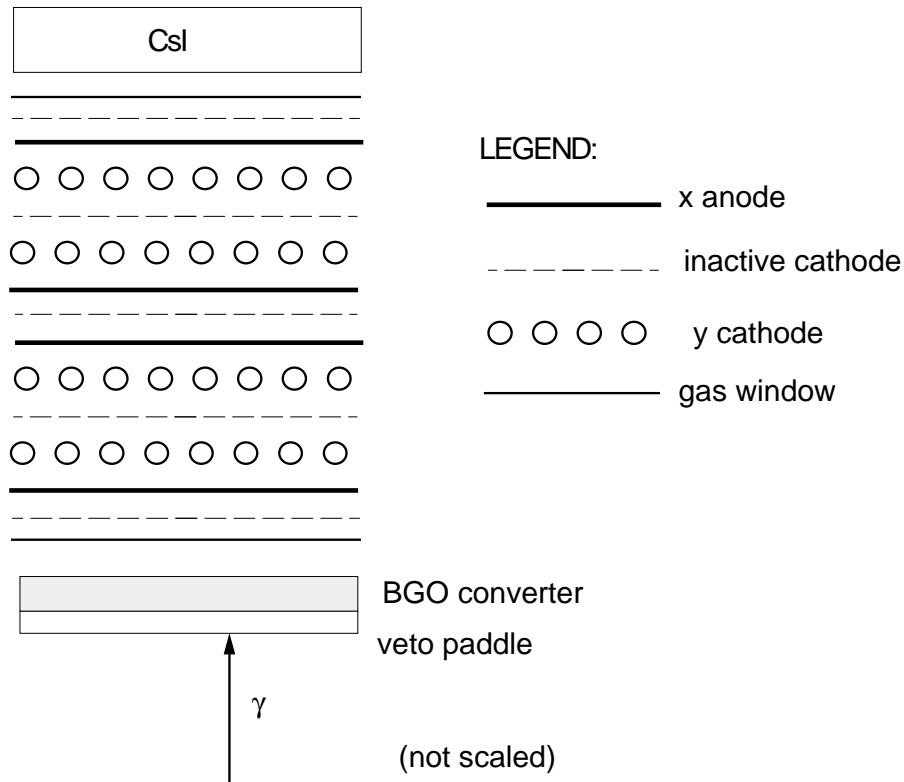 CsI
LEGEND:
x anode
inactive cathode
y cathode
gas window
BGO converter
veto paddle
γ
(not scaled)